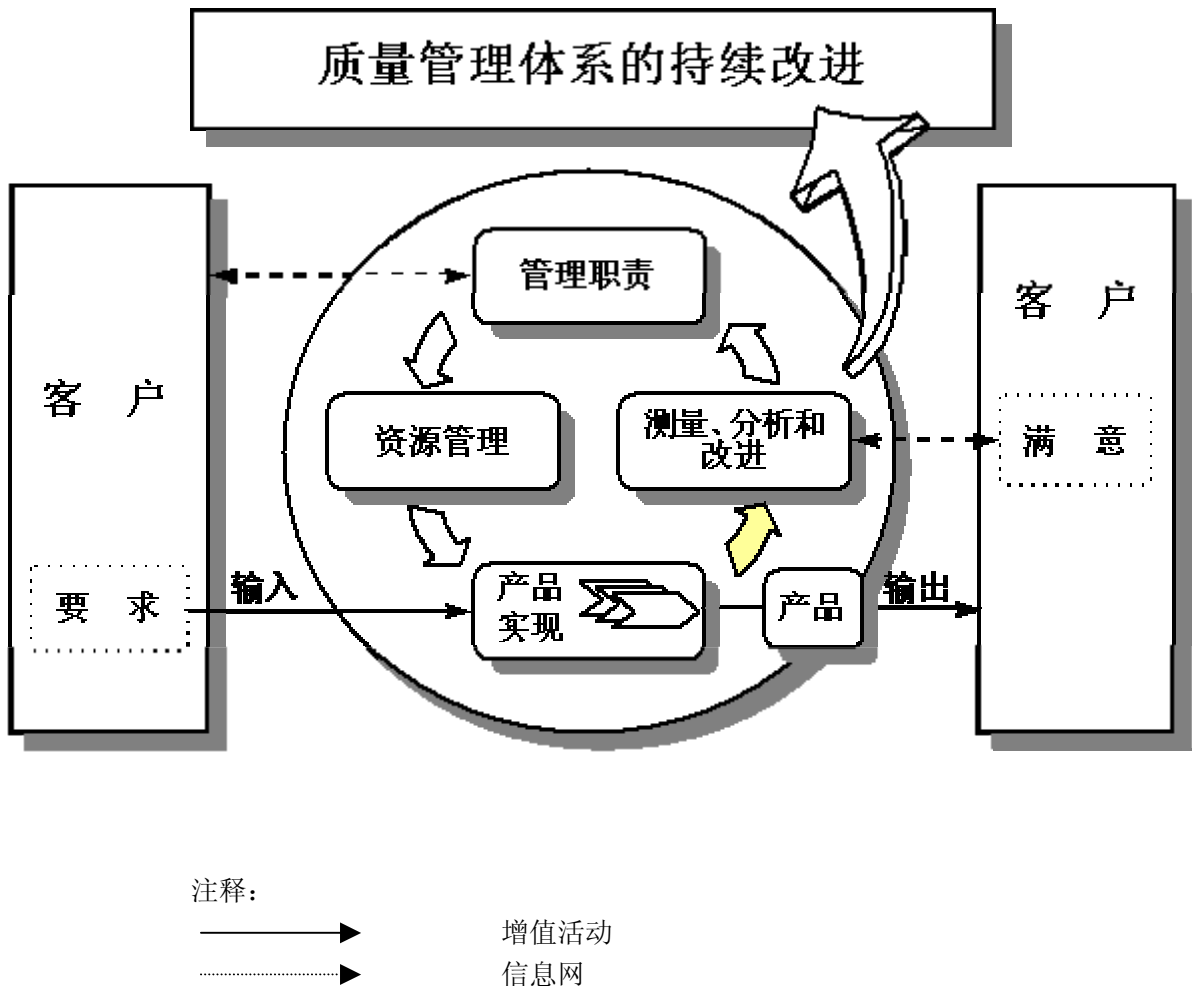 质量管理体系的持续改进
管理职责
客 户
客 户
资源管理
测量、分析和
改进
满 意
要 求
输入
产品
实现
产品
输出
注释：
增值活动
信息网